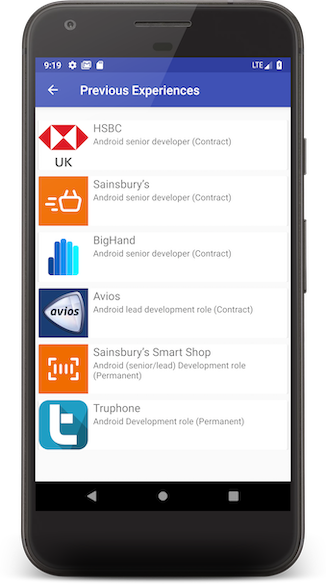 9:19 LTE
Previous Experiences
HSBC
Android senior developer (Contract)
UK
Sainsbury's
Android senior developer (Contract)
BigHand
Android senior developer (Contract)
Avios
Android lead development role (Contract)
avios
Sainsbury's Smart Shop
Android (senior/lead) Development role
(Permanent)
Truphone
Android Development role (Permanent)
t